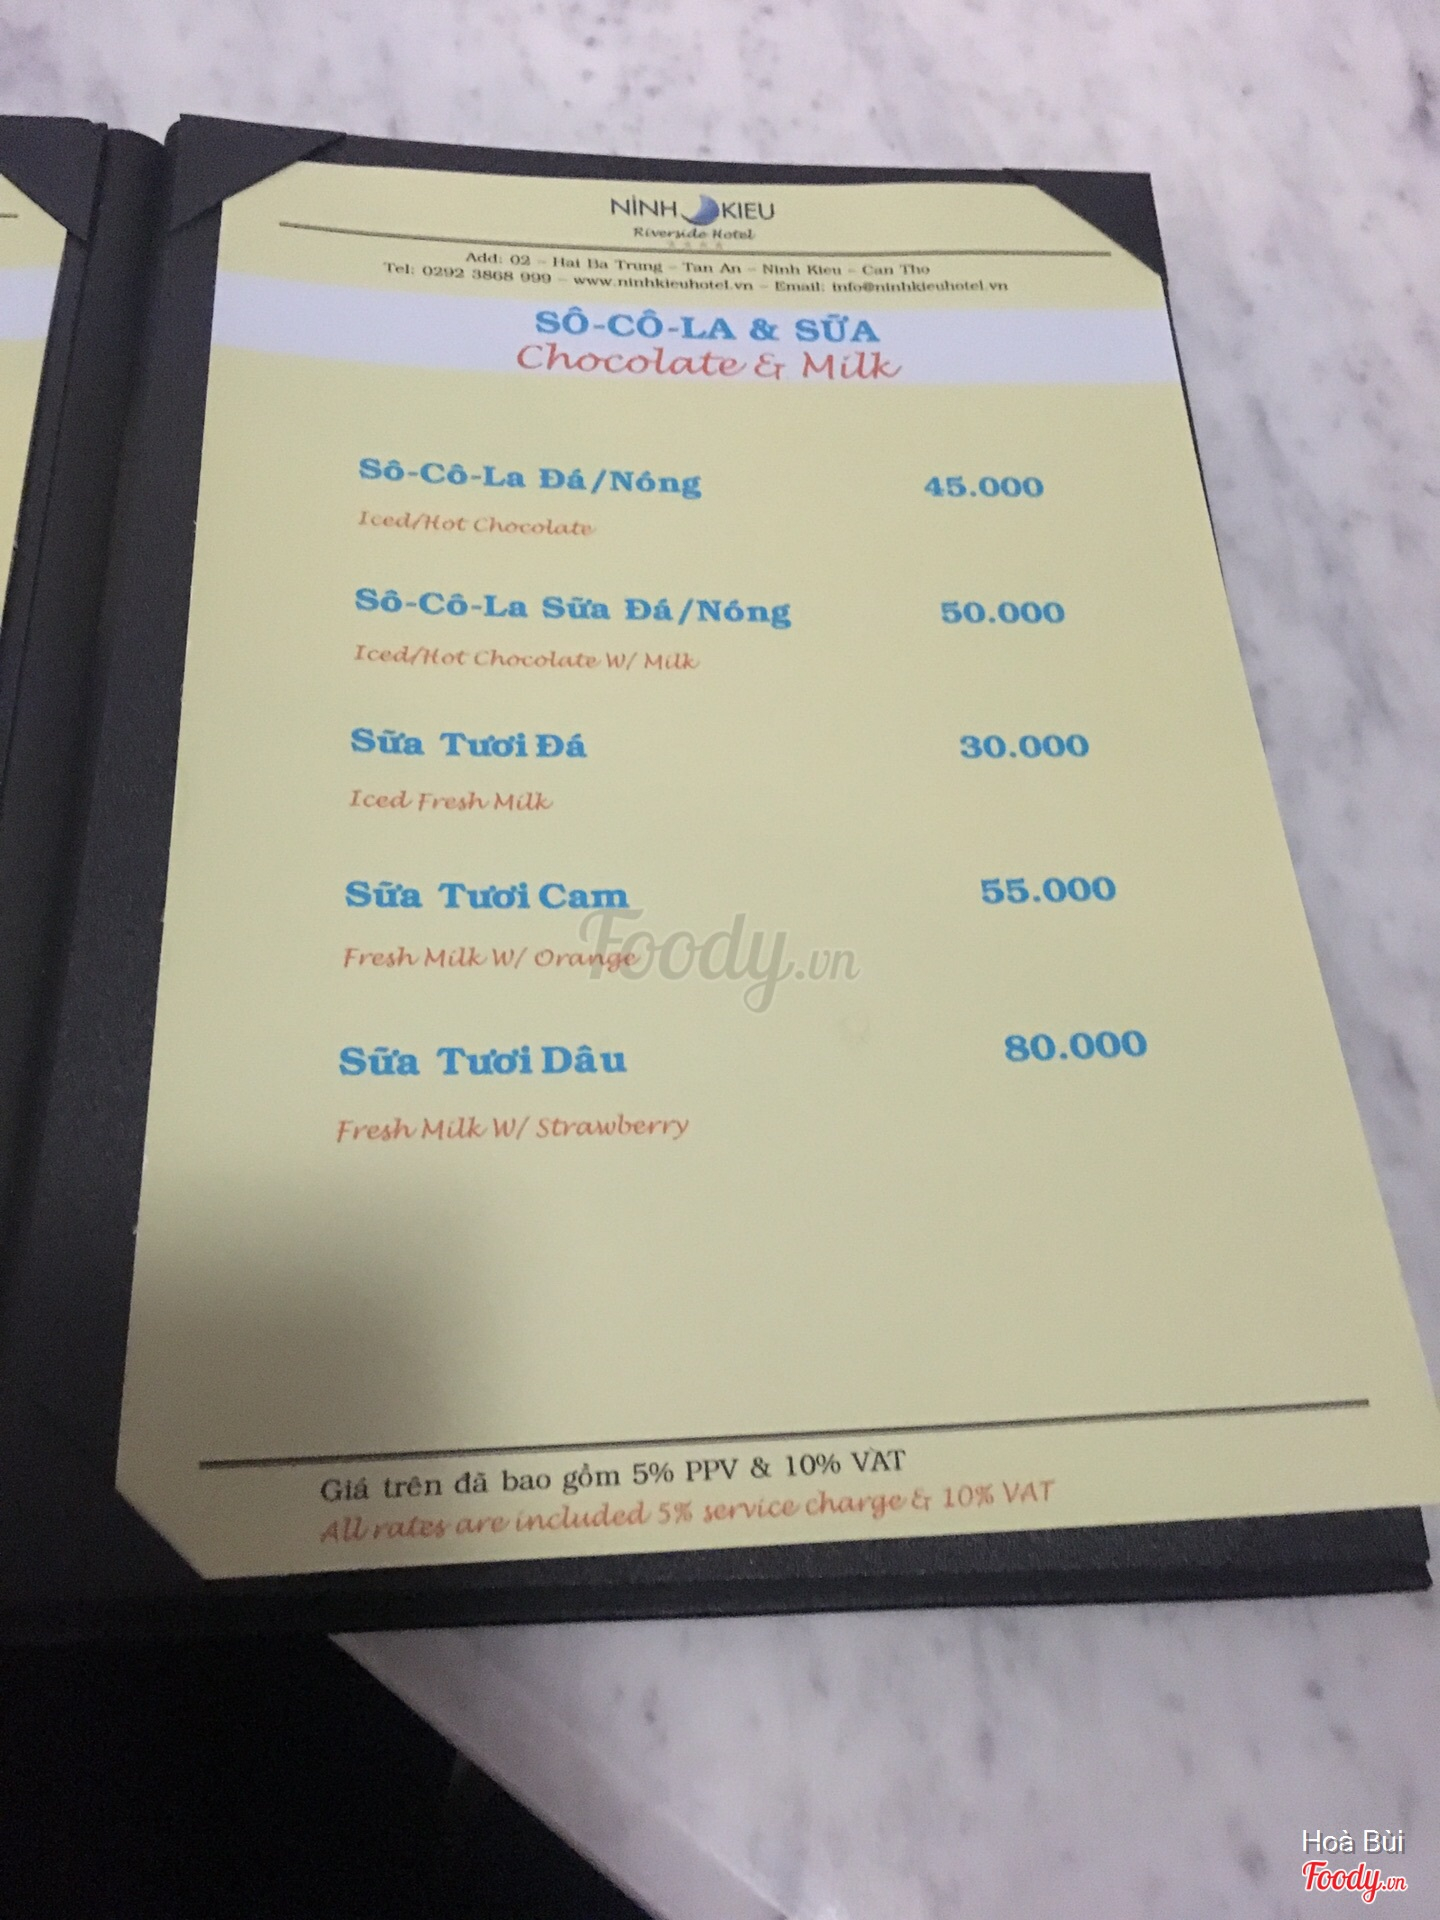 NINH KIEU
Riverside Hotel
Add: 02 - Hai Ba Trung - Tan An - Ninh Kieu - Can Tho
Tel: 0292 3868 999 - www.ninhkieuhotel.vn - Email: info@ninhkieuhotel.vn
SÔ-CÔ-LA & SỮA
Chocolate & Milk
Sô-Cô-La Đá/Nóng 45.000
Iced/Hot Chocolate
Sô-Cô-La Sữa Đá/Nóng 50.000
Iced/Hot Chocolate W/ Milk
Sữa Tươi Đá 30.000
Iced Fresh Milk
Sữa Tươi Cam 55.000
Fresh Milk W/ Orange
Foody.vn
Sữa Tươi Dâu 80.000
Fresh Milk W/ Strawberry
Giá trên đã bao gồm 5% PPV & 10% VAT
All rates are included 5% service charge & 10% VAT
Hoà Bùi
Foody.vn